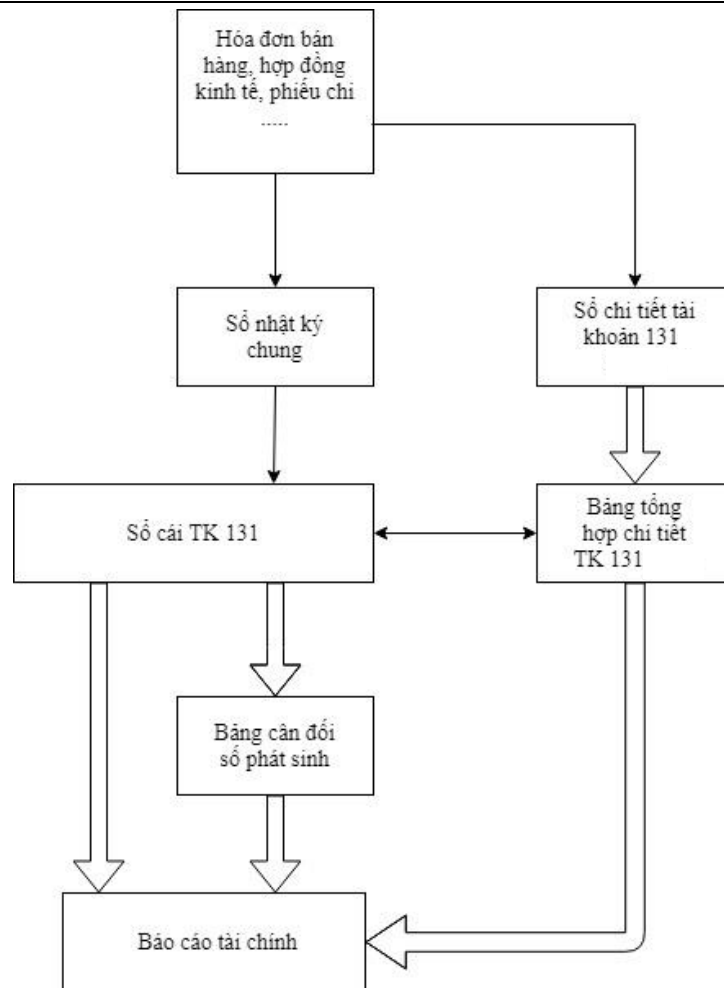 Hóa đơn bán
hàng, hợp đồng
kinh tế, phiếu chi
.....
Sổ nhật ký
chung
Sổ chi tiết tài
khoản 131
Sổ cái TK 131
Bảng tổng
hợp chi tiết
TK 131
Bảng cân đối
số phát sinh
Báo cáo tài chính